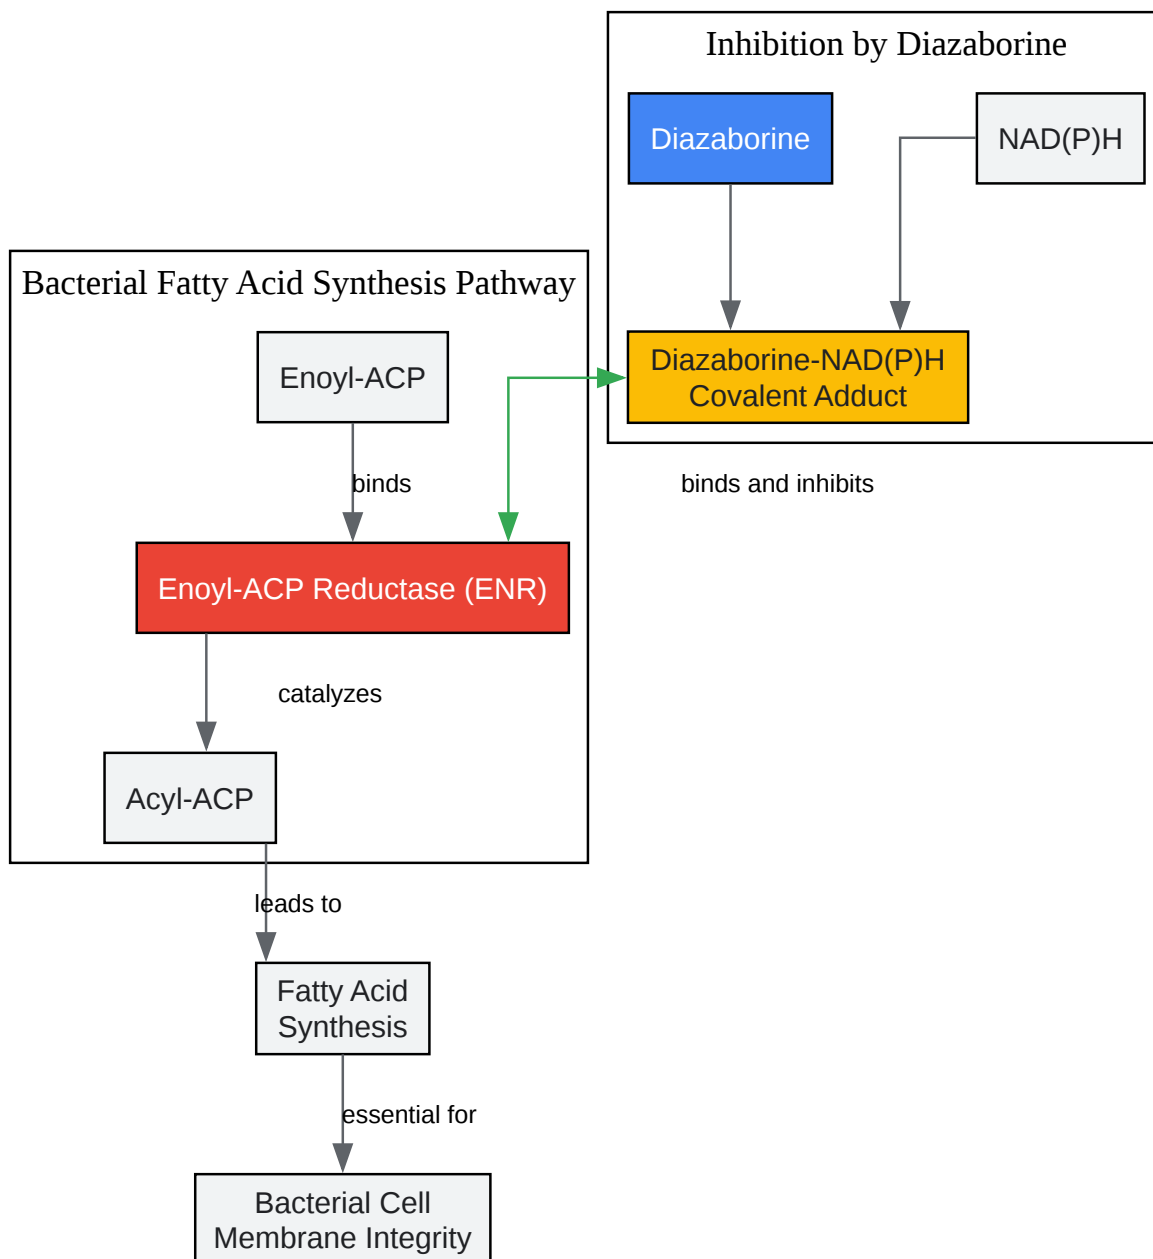 Inhibition by Diazaborine
Diazaborine
NAD(P)H
Bacterial Fatty Acid Synthesis Pathway
Enoyl-ACP
Diazaborine-NAD(P)H
Covalent Adduct
binds
binds and inhibits
Enoyl-ACP Reductase (ENR)
catalyzes
Acyl-ACP
leads to
Fatty Acid
Synthesis
essential for
Bacterial Cell
Membrane Integrity